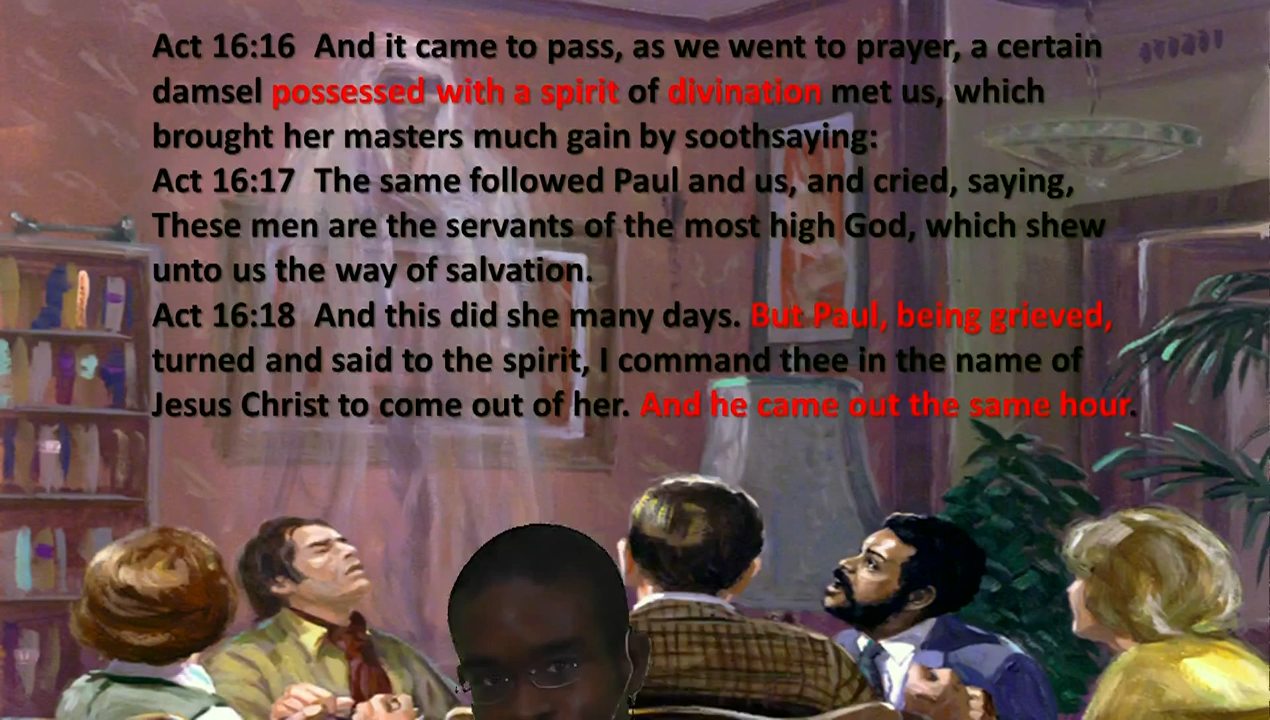 Act 16:16  And it came to pass, as we went to prayer, a certain
damsel possessed with a spirit of divination met us, which
brought her masters much gain by soothsaying:
Act 16:17  The same followed Paul and us, and cried, saying,
These men are the servants of the most high God, which shew
unto us the way of salvation.
Act 16:18  And this did she many days. But Paul, being grieved,
turned and said to the spirit, I command thee in the name of
Jesus Christ to come out of her. And he came out the same hour.